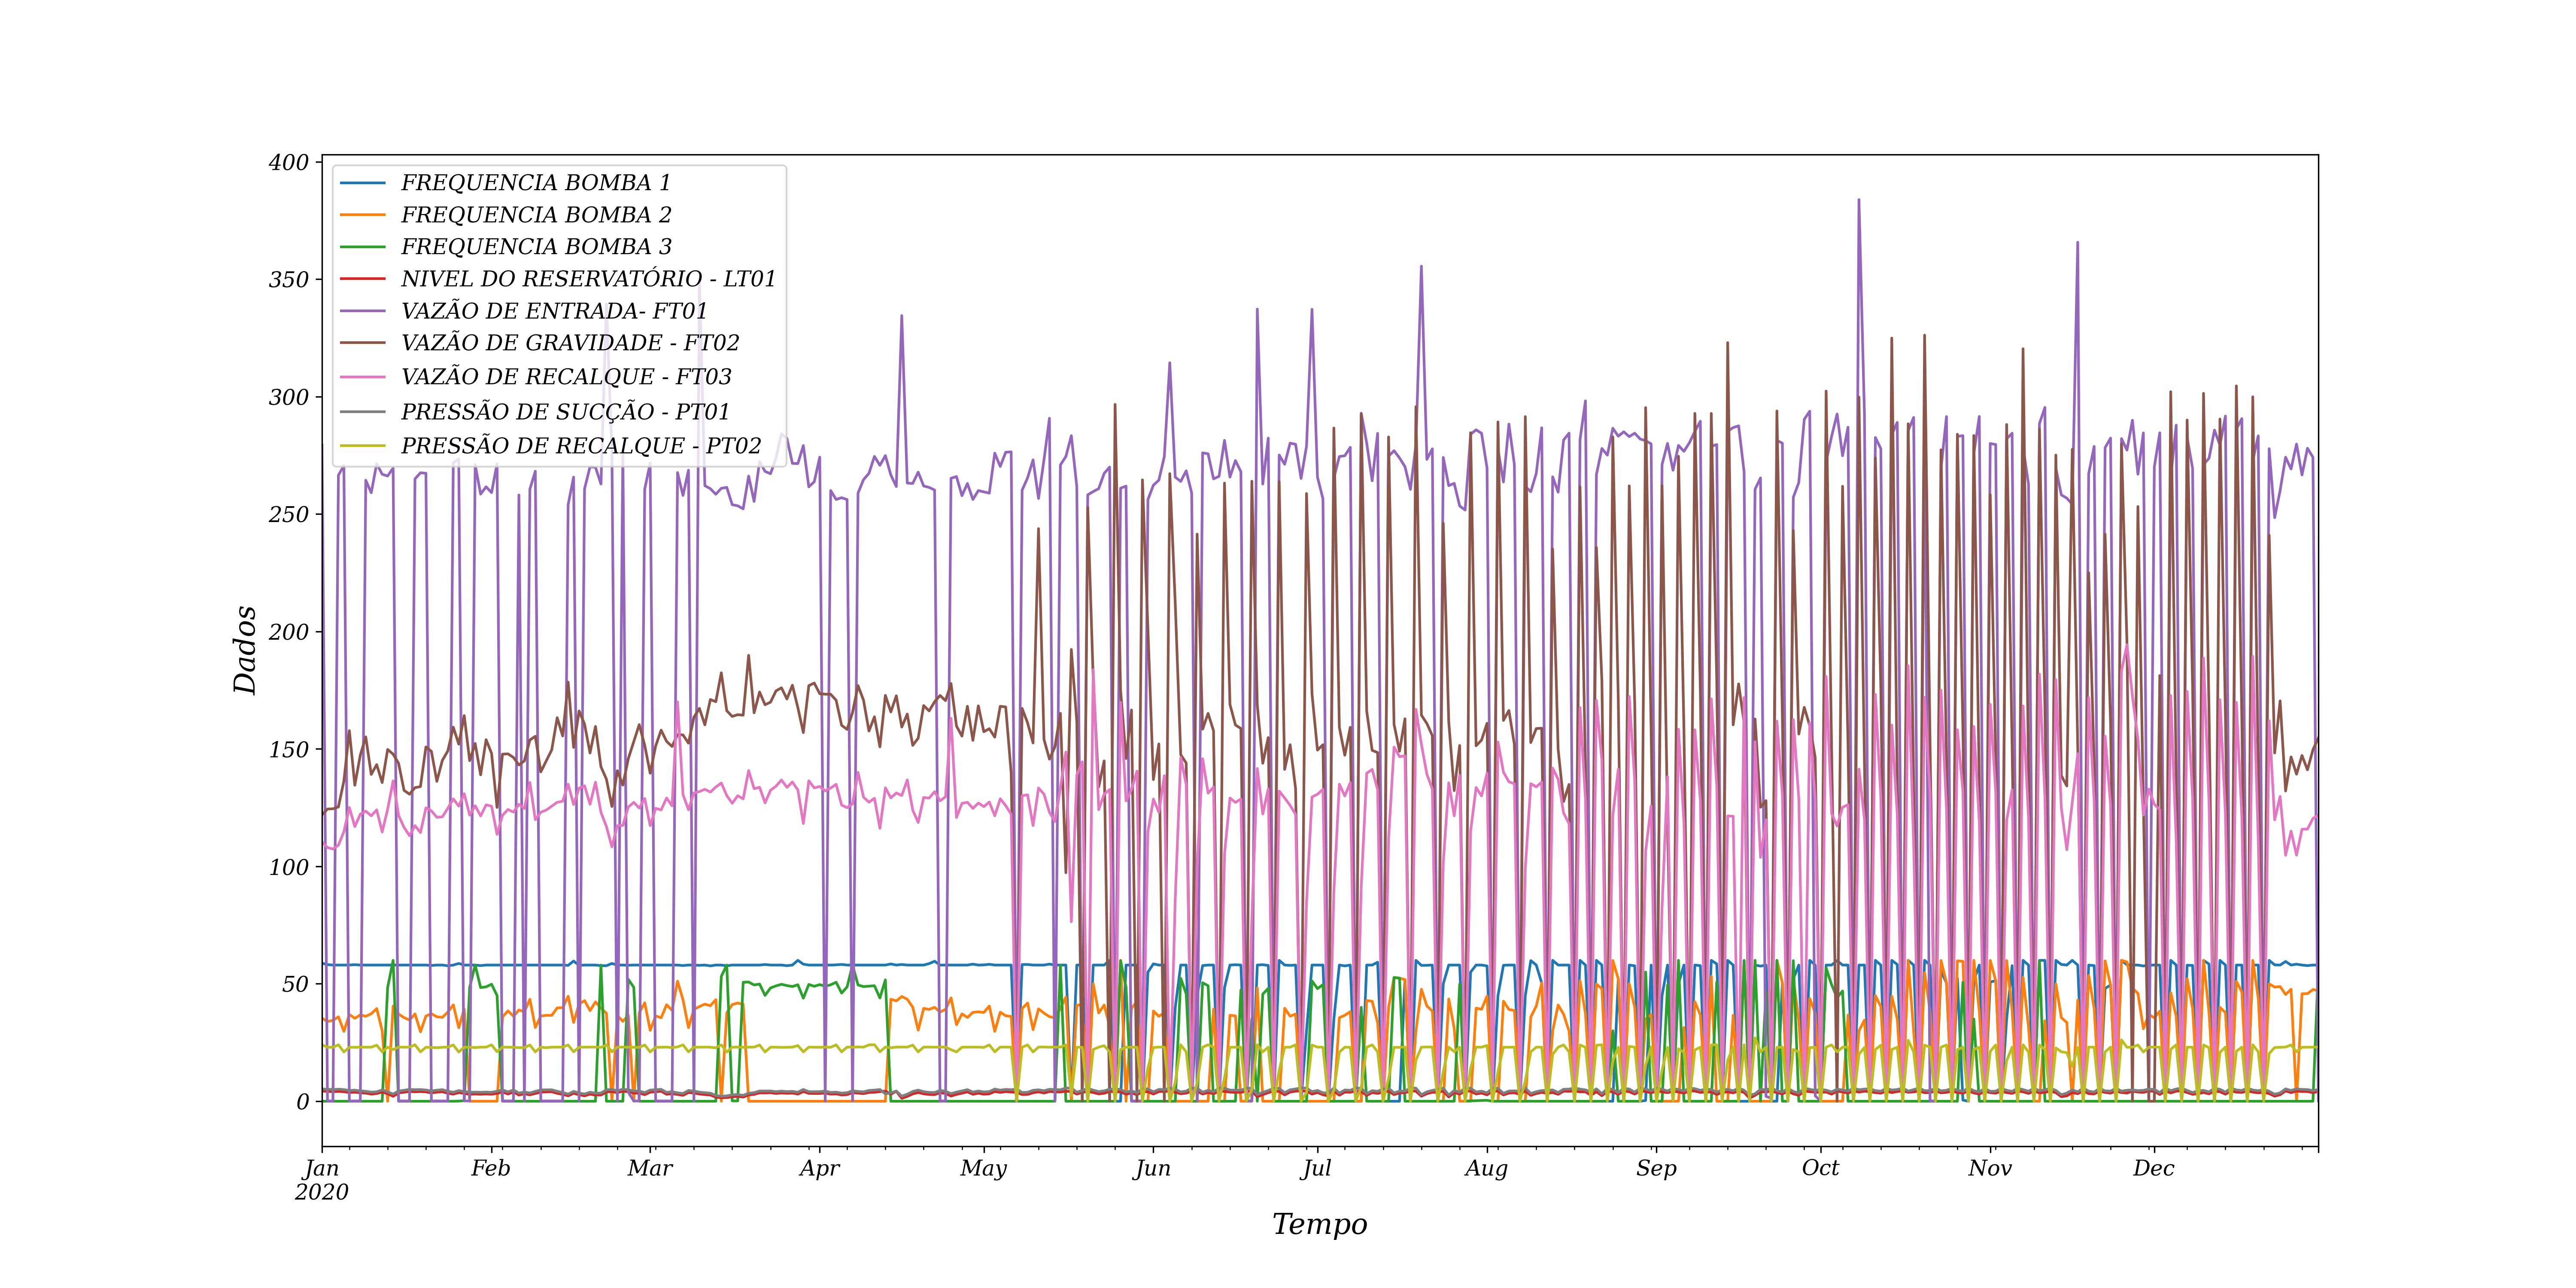 400
350
300
250
200
150
100
50
0
Dados
FREQUENCIA BOMBA 1
FREQUENCIA BOMBA 2
FREQUENCIA BOMBA 3
NIVEL DO RESERVATÓRIO - LT01
VAZÃO DE ENTRADA- FT01
VAZÃO DE GRAVIDADE - FT02
VAZÃO DE RECALQUE - FT03
PRESSÃO DE SUCÇÃO - PT01
PRESSÃO DE RECALQUE - PT02
Jan Feb Mar Apr May Jun Jul Aug Sep Oct Nov Dec
2020
Tempo